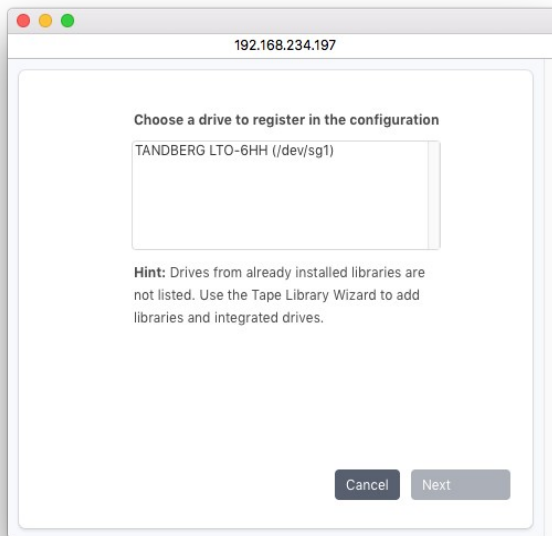 192.168.234.197
Choose a drive to register in the configuration
TANDBERG LTO-6HH (/dev/sg1)
Hint: Drives from already installed libraries are
not listed. Use the Tape Library Wizard to add
libraries and integrated drives.
Cancel
Next